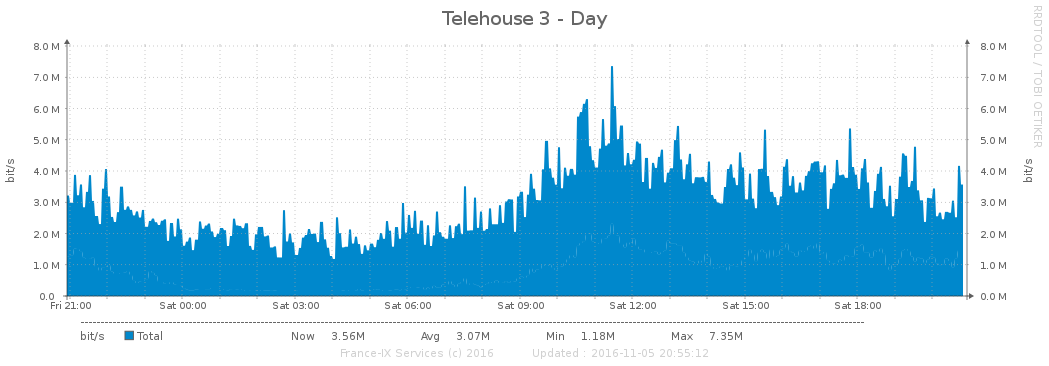 Telehouse 3 - Day
RRDTOOL / TOBI OETIKER
8.0 M 8.0 M
7.0 M 7.0 M
6.0 M 6.0 M
5.0 M 5.0 M
4.0 M 4.0 M
3.0 M 3.0 M
2.0 M 2.0 M
1.0 M 1.0 M
0.0 0.0 M
bit/s bit/s
Fri 21:00 Sat 00:00 Sat 03:00 Sat 06:00 Sat 09:00 Sat 12:00 Sat 15:00 Sat 18:00
bit/s Total Now 3.56M Avg 3.07M Min 1.18M Max 7.35M
France-IX Services (c) 2016 Updated : 2016-11-05 20:55:12